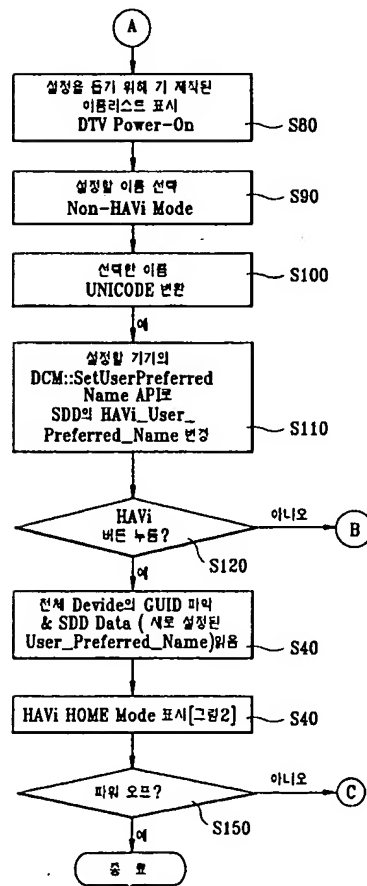 A
설정을 돕기 위해 기 제작된
이름리스트 표시
DTV Power-On
S80
설정할 이름 선택
Non-HAVi Mode
S90
선택한 이름
UNICODE 변환
S100
예
설정할 기기의
DCM::SetUserPreferred
Name API로
SDD의 HAVi_User_
Preferred_Name 변경
S110
HAVi
버튼 누름?
아니오
B
S120
예
전체 Devide의 GUID 파악
& SDD Data ( 새로 설정된
User_Preferred_Name)읽음
S40
HAVi HOME Mode 표시[그림2]
S40
파워 오프?
아니오
C
S150
예
종 료